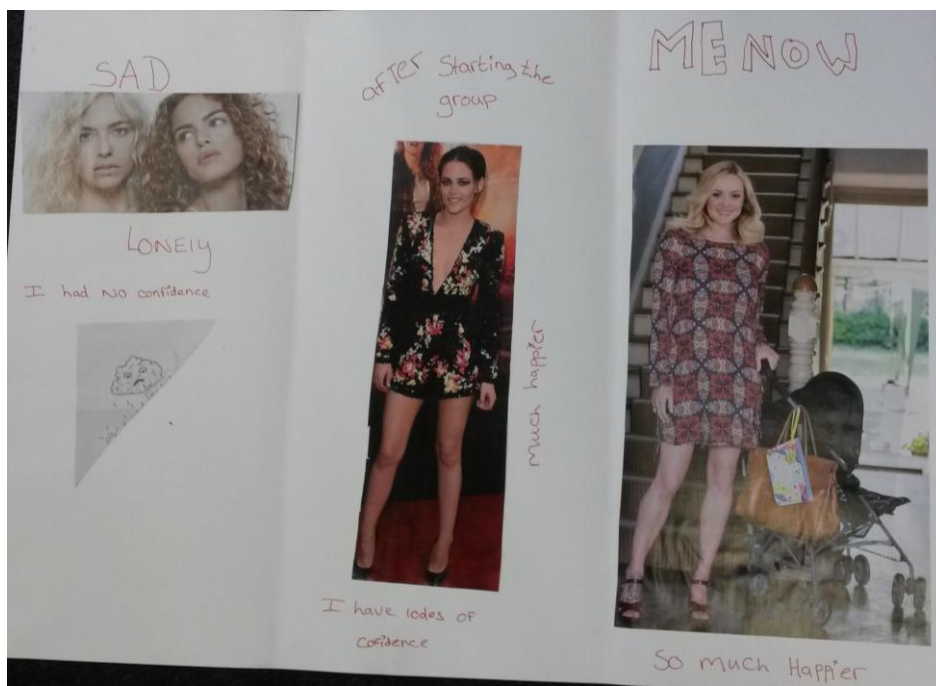 SAD
LONELY
I had NO confidence
after Starting the
group
much happier
I have lodes of
Cofidence
ME NOW
So much Happier